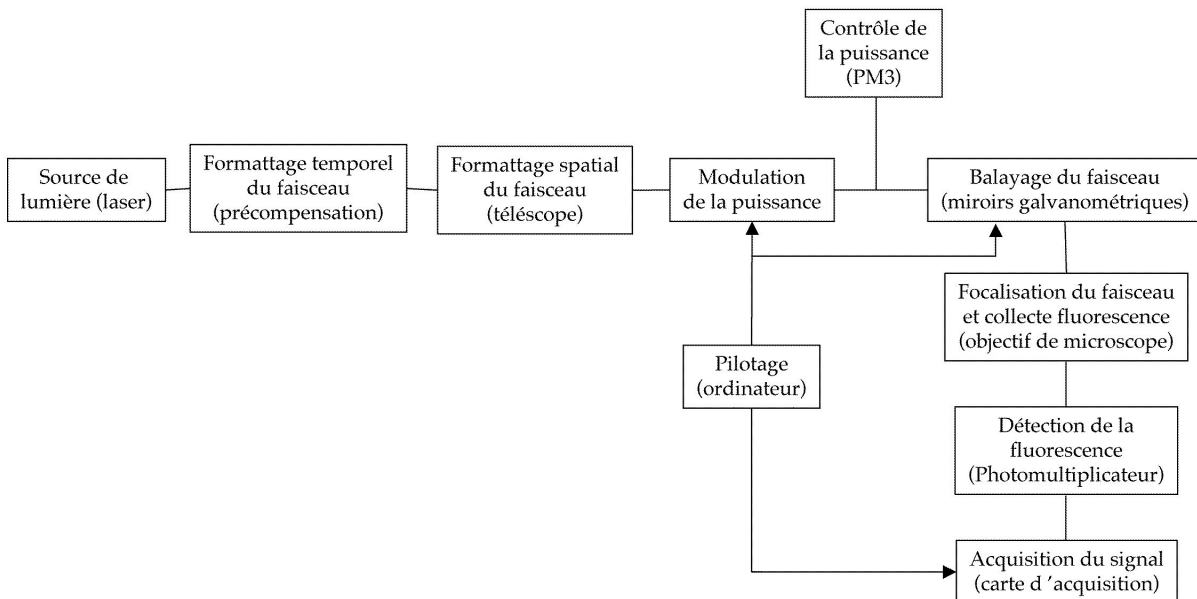 Contrôle de
la puissance
(PM3)
Source de
lumière (laser)
Formattage temporel
du faisceau
(précompensation)
Formattage spatial
du faisceau
(téléscope)
Modulation
de la puissance
Balayage du faisceau
(miroirs galvanométriques)
Focalisation du faisceau
et collecte fluorescence
(objectif de microscope)
Pilotage
(ordinateur)
Détection de la
fluorescence
(Photomultiplicateur)
Acquisition du signal
(carte d ’acquisition)